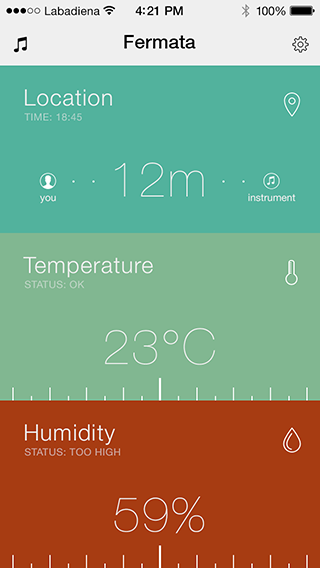 Labadiena 4:21 PM 100%
Fermata
Location
TIME: 18:45
12m
you instrument
Temperature
STATUS: OK
23°C
Humidity
STATUS: TOO HIGH
59%